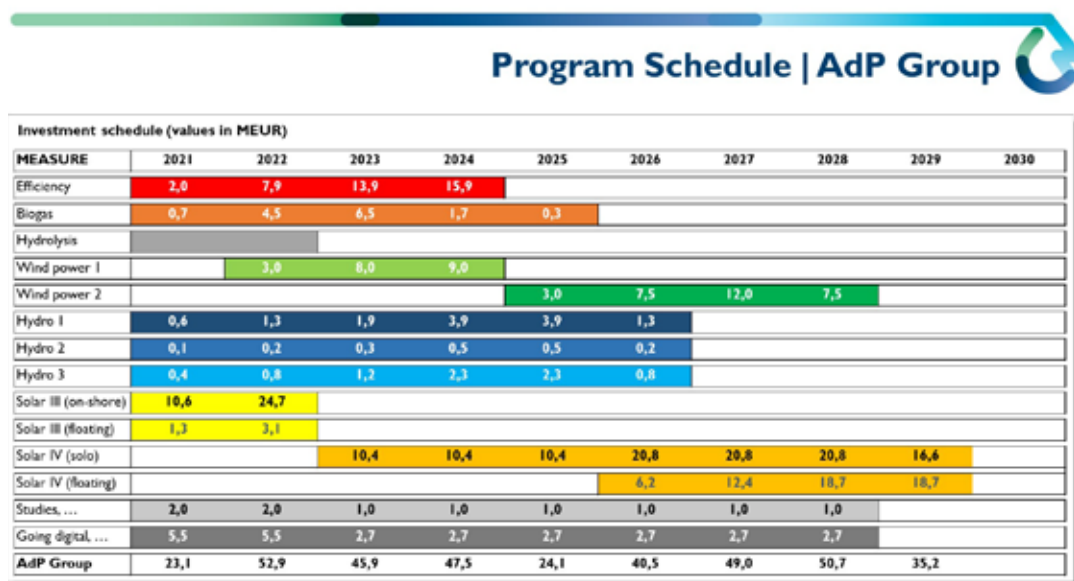 Program Schedule | AdP Group
Investment schedule (values in MEUR)
MEASURE 2021 2022 2023 2024 2025 2026 2027 2028 2029 2030
Efficiency 2,0 7,9 13,9 15,9
Biogas 0,7 4,5 6,5 1,7 0,3
Hydrolysis
Wind power 1 3,0 8,0 9,0
Wind power 2 3,0 7,5 12,0 7,5
Hydro 1 0,6 1,3 1,9 3,9 3,9 1,3
Hydro 2 0,1 0,2 0,3 0,5 0,5 0,2
Hydro 3 0,4 0,8 1,2 2,3 2,3 0,8
Solar III (on-shore) 10,6 24,7
Solar III (floating) 1,3 3,1
Solar IV (solo) 10,4 10,4 10,4 20,8 20,8 20,8 16,6
Solar IV (floating) 6,2 12,4 18,7 18,7
Studies, ... 2,0 2,0 1,0 1,0 1,0 1,0 1,0 1,0
Going digital, ... 5,5 5,5 2,7 2,7 2,7 2,7 2,7 2,7
AdP Group 23,1 52,9 45,9 47,5 24,1 40,5 49,0 50,7 35,2